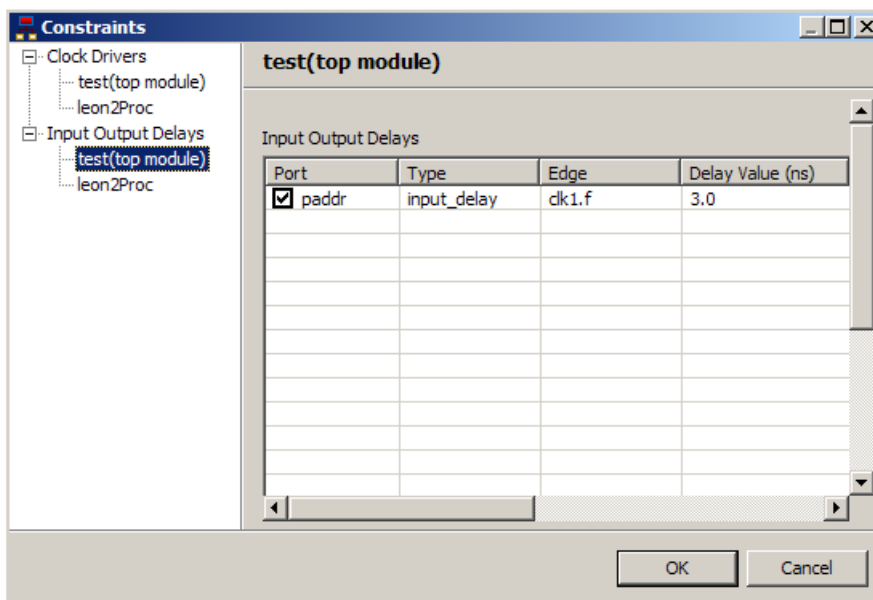 Constraints
Clock Drivers
test(top module)
leon2Proc
Input Output Delays
test(top module)
leon2Proc
test(top module)
Input Output Delays
Port Type Edge Delay Value (ns)
paddr input_delay clk1.f 3.0
OK Cancel